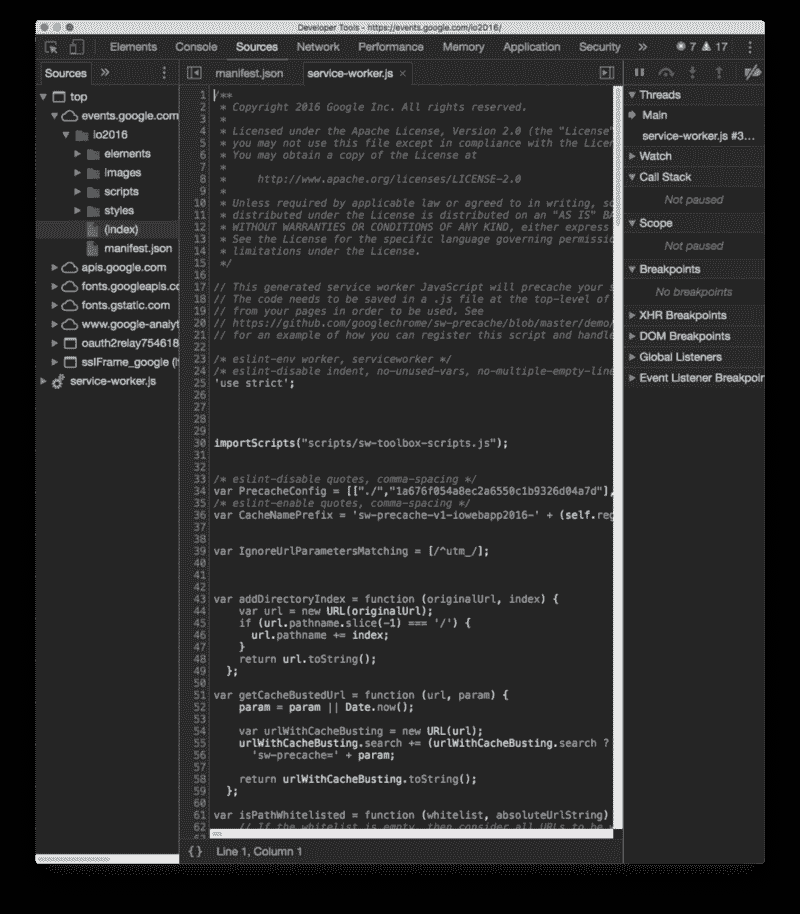 Developer Tools - https://events.google.com/io2016/
Elements Console Sources Network Performance Memory Application Security » 7 17
Sources »
top
events.google.com
io2016
elements
images
scripts
styles
(index)
manifest.json
apis.google.com
fonts.googleapis.co
fonts.gstatic.com
www.google-analyt
oauth2relay754618
sslFrame_google (
service-worker.js
manifest.json service-worker.js ×
1 /**
2 * Copyright 2016 Google Inc. All rights reserved.
3 *
4 * Licensed under the Apache License, Version 2.0 (the "License"
5 * you may not use this file except in compliance with the Licen
6 * You may obtain a copy of the License at
7 *
8 * http://www.apache.org/licenses/LICENSE-2.0
9 *
10 * Unless required by applicable law or agreed to in writing, so
11 * distributed under the License is distributed on an "AS IS" BA
12 * WITHOUT WARRANTIES OR CONDITIONS OF ANY KIND, either express
13 * See the License for the specific language governing permissio
14 * limitations under the License.
15 */
16
17 // This generated service worker JavaScript will precache your s
18 // The code needs to be saved in a .js file at the top-level of
19 // from your pages in order to be used. See
20 // https://github.com/googlechrome/sw-precache/blob/master/demo/
21 // for an example of how you can register this script and handle
22
23 /* eslint-env worker, serviceworker */
24 /* eslint-disable indent, no-unused-vars, no-multiple-empty-line
25 'use strict';
26
27
28
29
30 importScripts("scripts/sw-toolbox-scripts.js");
31
32
33 /* eslint-disable quotes, comma-spacing */
34 var PrecacheConfig = [["./","1a676f054a8ec2a6550c1b9326d04a7d"],
35 /* eslint-enable quotes, comma-spacing */
36 var CacheNamePrefix = 'sw-precache-v1-iowebapp2016-' + (self.reg
37
38
39 var IgnoreUrlParametersMatching = [/^utm_/];
40
41
42
43 var addDirectoryIndex = function (originalUrl, index) {
44 var url = new URL(originalUrl);
45 if (url.pathname.slice(-1) === '/') {
46 url.pathname += index;
47 }
48 return url.toString();
49 };
50
51 var getCacheBustedUrl = function (url, param) {
52 param = param || Date.now();
53
54 var urlWithCacheBusting = new URL(url);
55 urlWithCacheBusting.search += (urlWithCacheBusting.search ?
56 'sw-precache=' + param;
57
58 return urlWithCacheBusting.toString();
59 };
60
61 var isPathWhitelisted = function (whitelist, absoluteUrlString)
62 // If the whitelist is empty, then consider all URLs to be
{} Line 1, Column 1
Threads
Main
service-worker.js #3...
Watch
Call Stack
Not paused
Scope
Not paused
Breakpoints
No breakpoints
XHR Breakpoints
DOM Breakpoints
Global Listeners
Event Listener Breakpoin